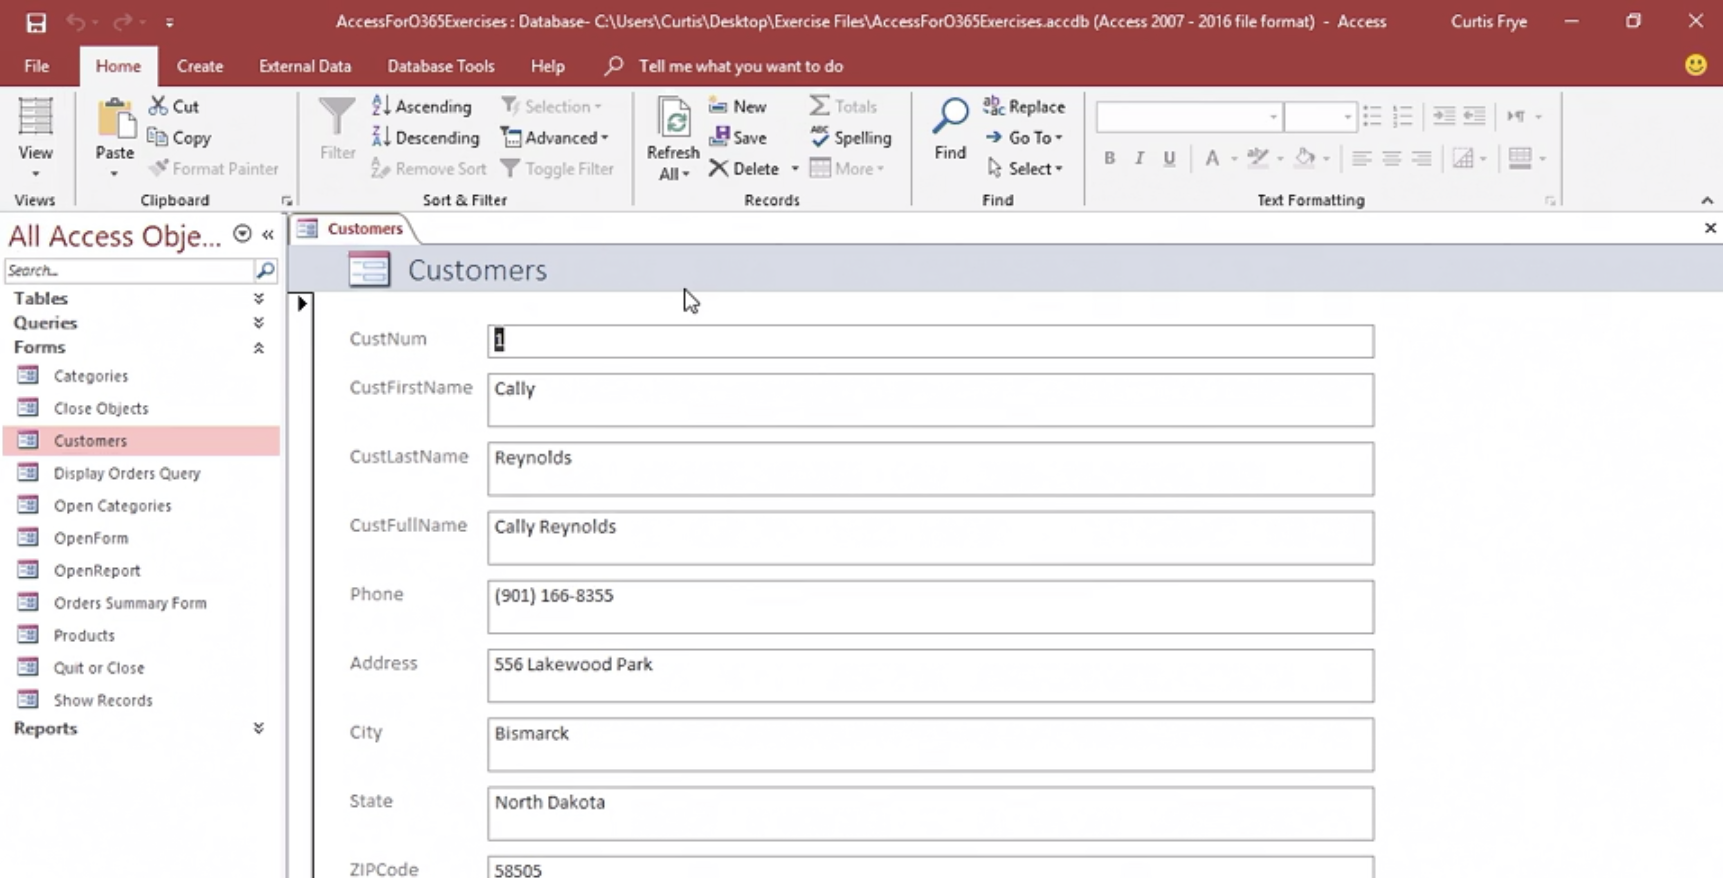 AccessForO365Exercises : Database- C:\Users\Curtis\Desktop\Exercise Files\AccessForO365Exercises.accdb (Access 2007 - 2016 file format) - Access
Curtis Frye
File Home Create External Data Database Tools Help Tell me what you want to do
View
Views
Paste
Cut
Copy
Format Painter
Clipboard
Filter
Ascending
Descending
Remove Sort
Selection
Advanced
Toggle Filter
Sort & Filter
Refresh
All
New
Save
Delete
Totals
Spelling
More
Records
Find
Replace
Go To
Select
Find
B I U A
Text Formatting
All Access Obje...
Search...
Tables
Queries
Forms
Categories
Close Objects
Customers
Display Orders Query
Open Categories
OpenForm
OpenReport
Orders Summary Form
Products
Quit or Close
Show Records
Reports
Customers
Customers
CustNum 1
CustFirstName Cally
CustLastName Reynolds
CustFullName Cally Reynolds
Phone (901) 166-8355
Address 556 Lakewood Park
City Bismarck
State North Dakota
ZIPCode 58505